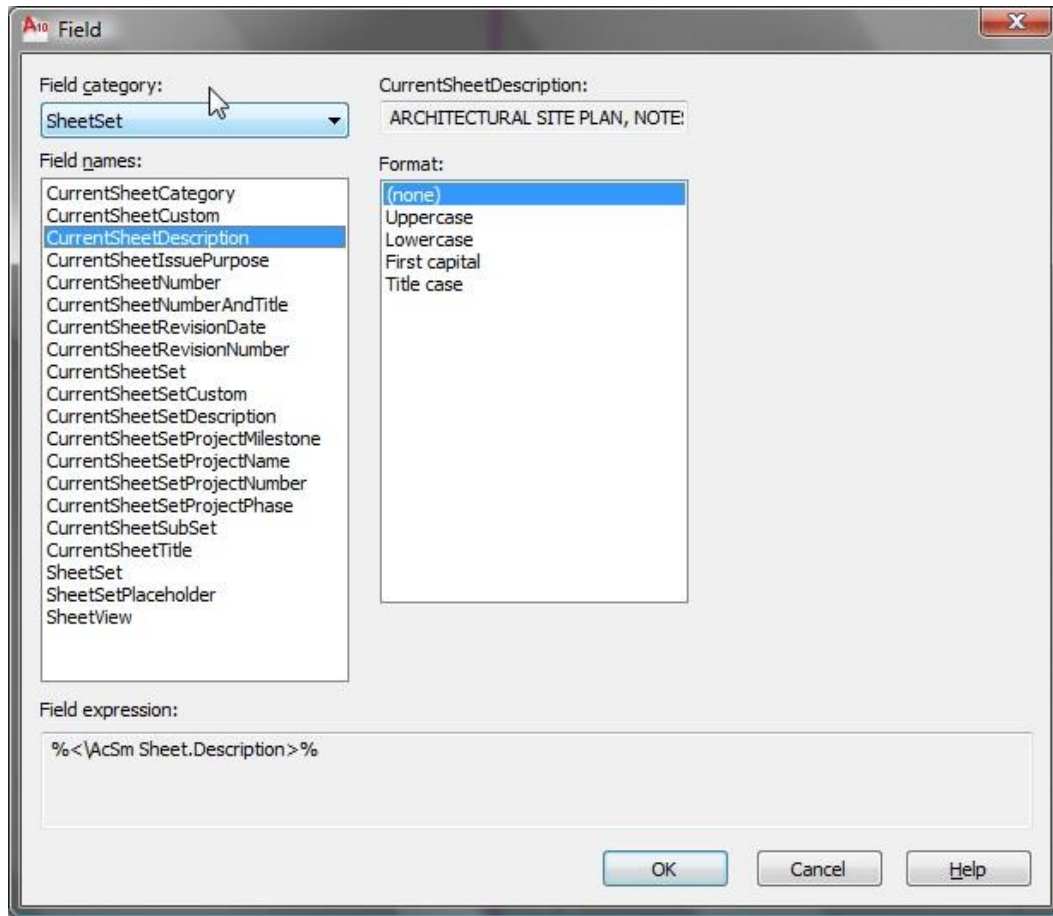 A10 Field
Field category:
SheetSet
Field names:
CurrentSheetCategory
CurrentSheetCustom
CurrentSheetDescription
CurrentSheetIssuePurpose
CurrentSheetNumber
CurrentSheetNumberAndTitle
CurrentSheetRevisionDate
CurrentSheetRevisionNumber
CurrentSheetSet
CurrentSheetSetCustom
CurrentSheetSetDescription
CurrentSheetSetProjectMilestone
CurrentSheetSetProjectName
CurrentSheetSetProjectNumber
CurrentSheetSetProjectPhase
CurrentSheetSubSet
CurrentSheetTitle
SheetSet
SheetSetPlaceholder
SheetView
CurrentSheetDescription:
ARCHITECTURAL SITE PLAN, NOTE
Format:
(none)
Uppercase
Lowercase
First capital
Title case
Field expression:
%<\AcSm Sheet.Description>%
OK Cancel Help